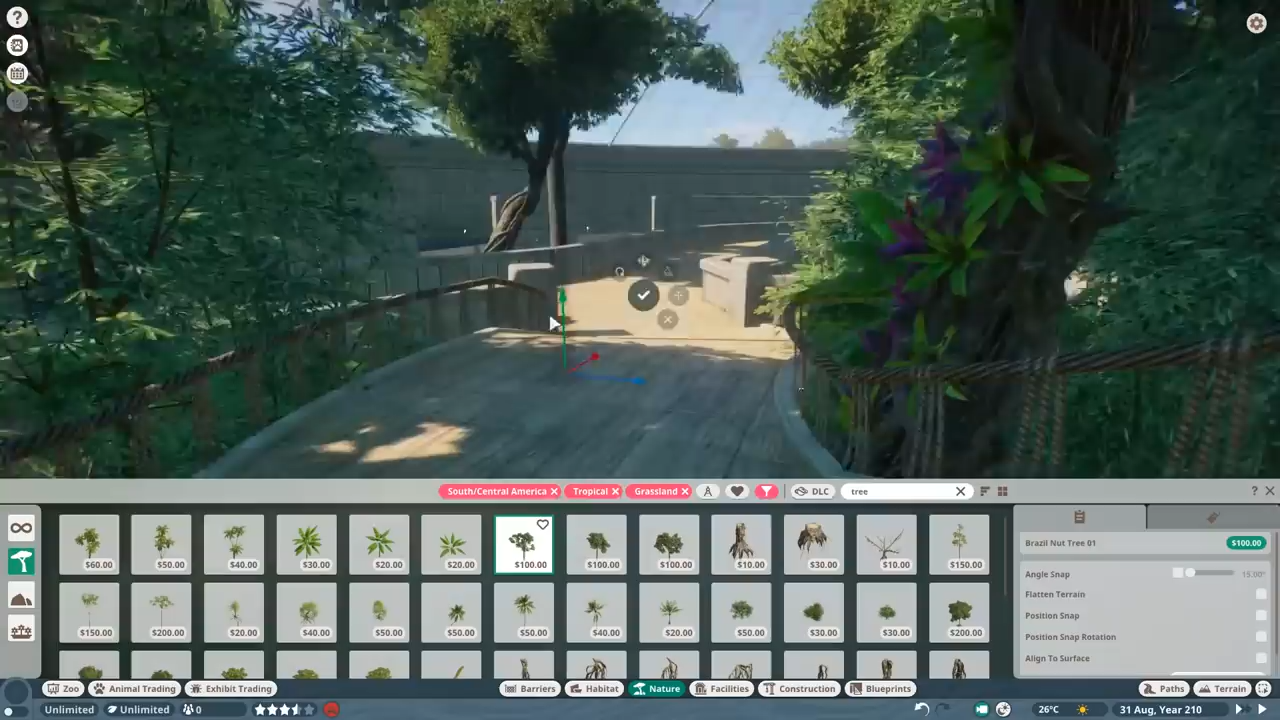 South/Central America × Tropical × Grassland × DLC tree
? ×
$60.00 $50.00 $40.00 $30.00 $20.00 $20.00 $100.00 $100.00 $100.00 $10.00 $30.00 $10.00 $150.00
$150.00 $200.00 $20.00 $40.00 $50.00 $50.00 $50.00 $40.00 $20.00 $50.00 $30.00 $30.00 $200.00
Brazil Nut Tree 01 $100.00
Angle Snap 15.00°
Flatten Terrain
Position Snap
Position Snap Rotation
Align To Surface
Zoo Animal Trading Exhibit Trading Barriers Habitat Nature Facilities Construction Blueprints Paths Terrain
Unlimited Unlimited 0 26°C 31 Aug, Year 210